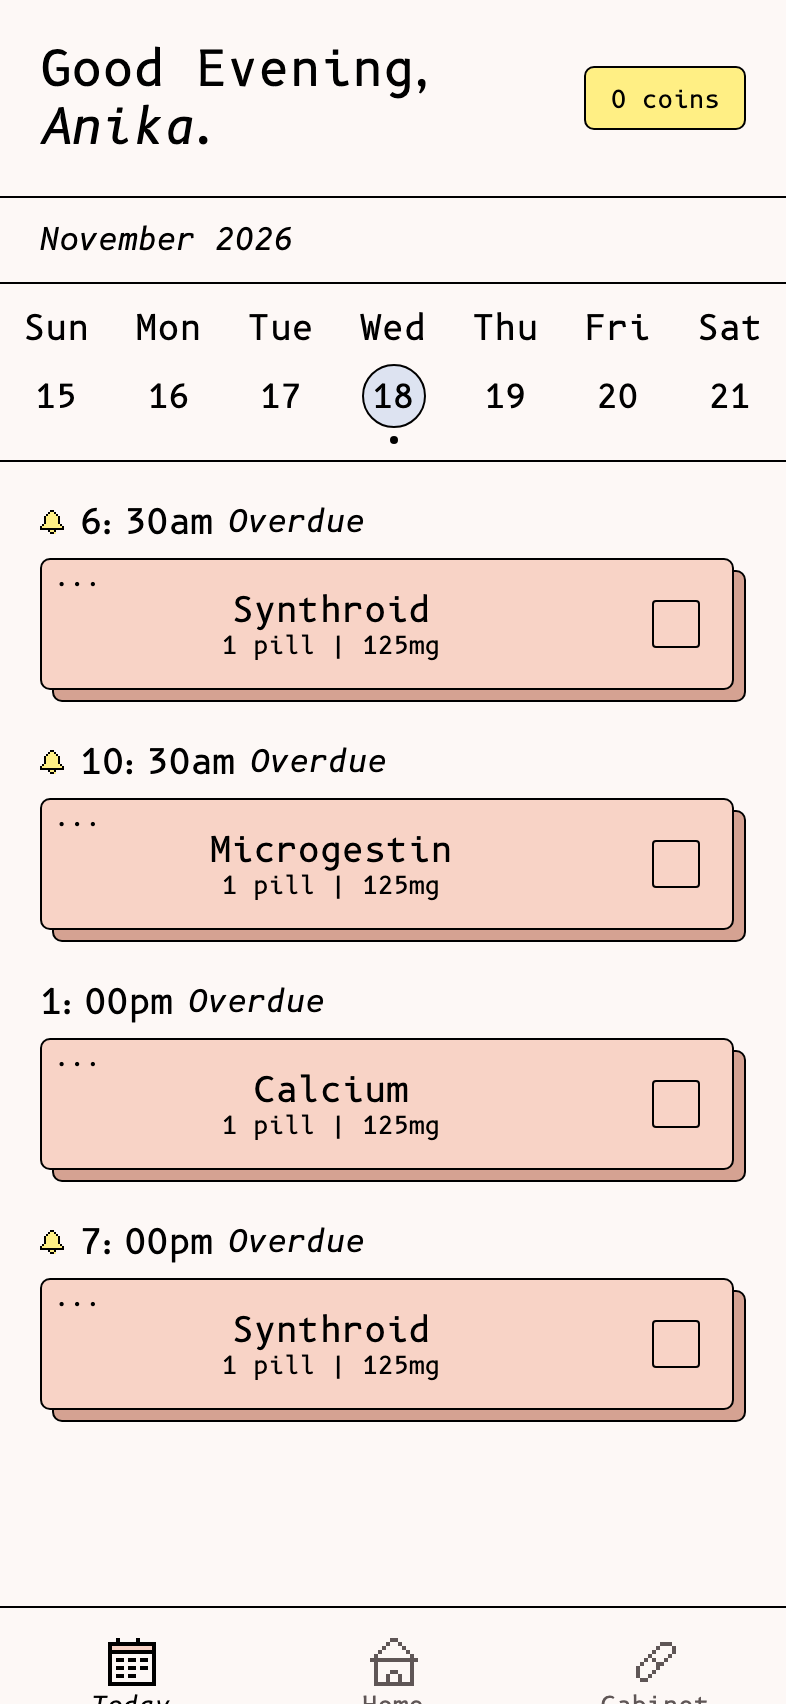 Good Evening,
Anika.
0 coins
November 2026
Sun Mon Tue Wed Thu Fri Sat
15 16 17 18 19 20 21
6: 30am Overdue
...
Synthroid
1 pill | 125mg
10: 30am Overdue
...
Microgestin
1 pill | 125mg
1: 00pm Overdue
...
Calcium
1 pill | 125mg
7: 00pm Overdue
...
Synthroid
1 pill | 125mg
Today Home Cabinet